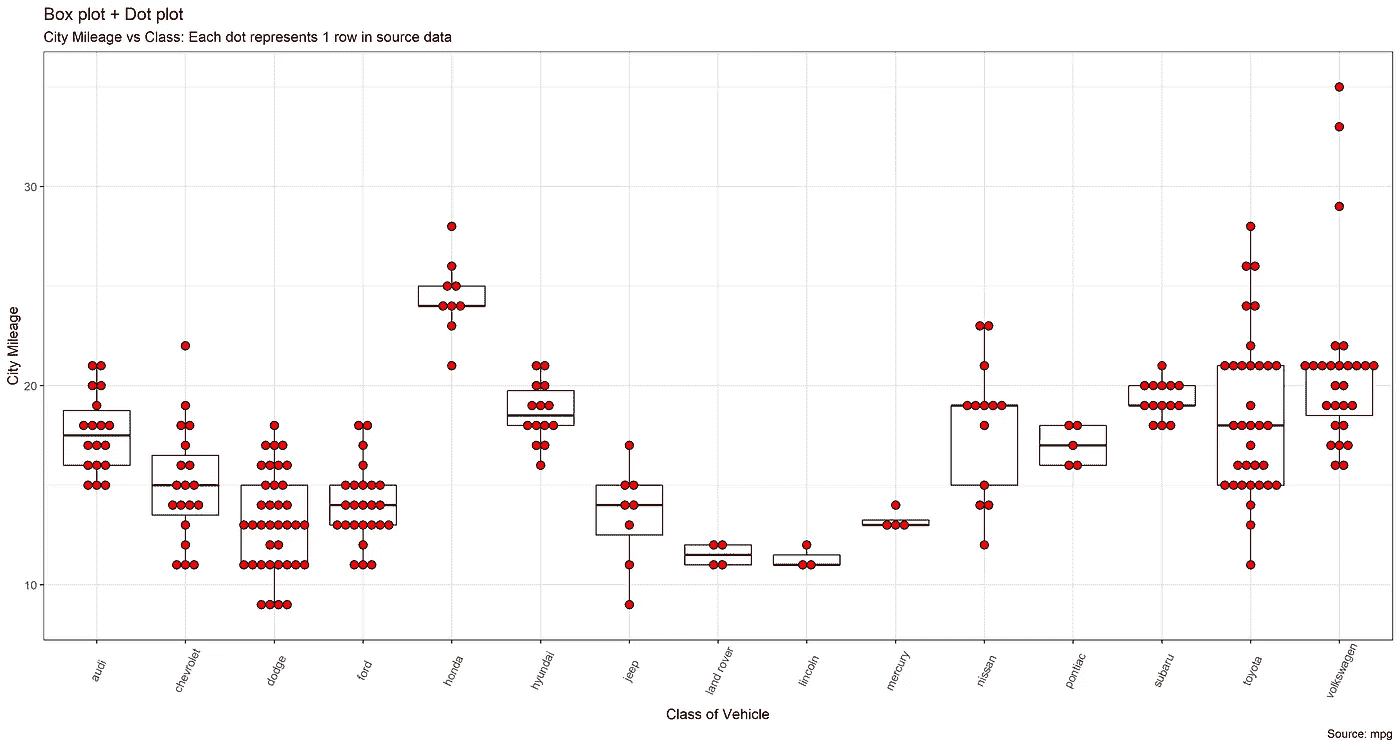 Box plot + Dot plot
City Mileage vs Class: Each dot represents 1 row in source data
City Mileage
30
20
10
audi
chevrolet
dodge
ford
honda
hyundai
jeep
land rover
lincoln
mercury
nissan
pontiac
subaru
toyota
volkswagen
Class of Vehicle
Source: mpg